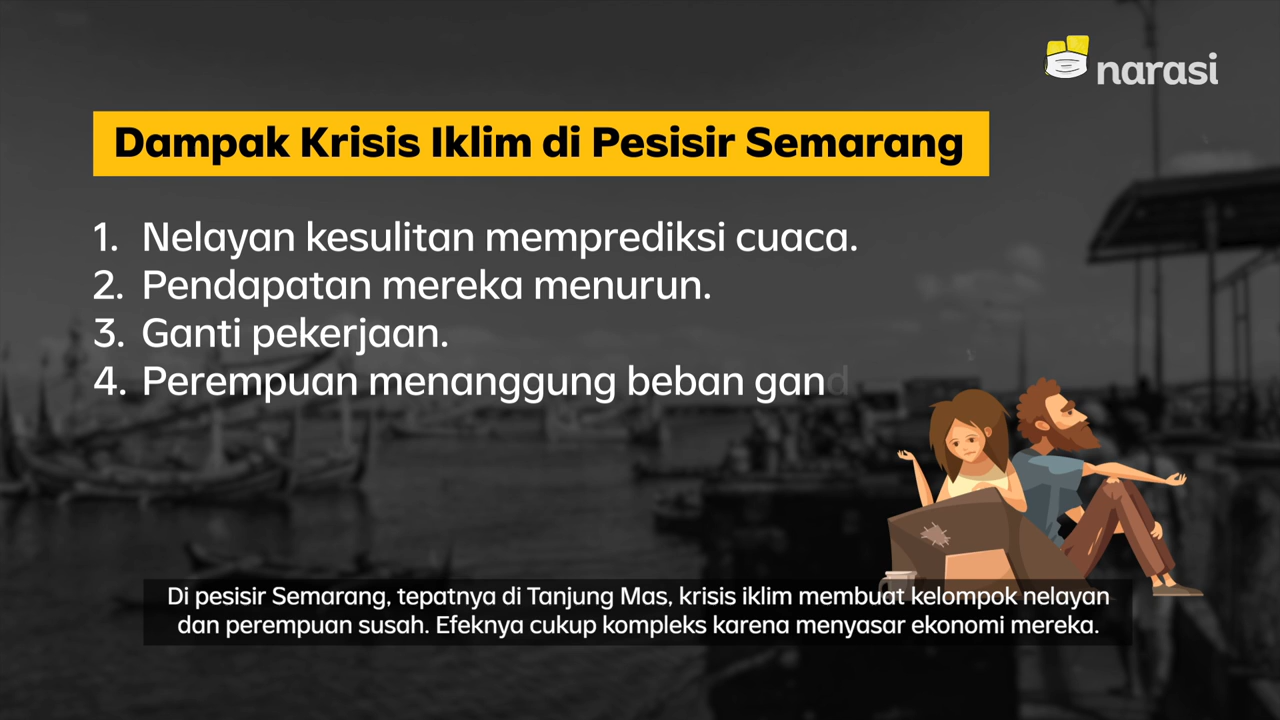 narasi
Dampak Krisis Iklim di Pesisir Semarang
1. Nelayan kesulitan memprediksi cuaca.
2. Pendapatan mereka menurun.
3. Ganti pekerjaan.
4. Perempuan menanggung beban gand
Di pesisir Semarang, tepatnya di Tanjung Mas, krisis iklim membuat kelompok nelayan
dan perempuan susah. Efeknya cukup kompleks karena menyasar ekonomi mereka.